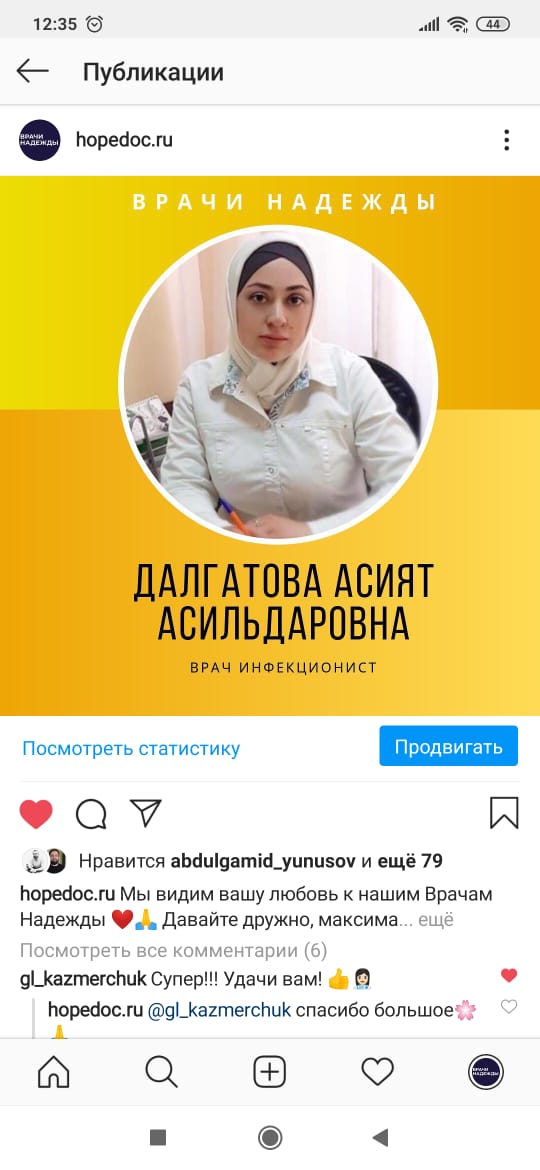 12:35
44
Публикации
ВРАЧИ
НАДЕЖДЫ
hopedoc.ru
ВРАЧИ НАДЕЖДЫ
ДАЛГАТОВА АСИЯТ
АСИЛЬДАРОВНА
ВРАЧ ИНФЕКЦИОНИСТ
Посмотреть статистику
Продвигать
Нравится abdulgamid_yunusov и ещё 79
hopedoc.ru Мы видим вашу любовь к нашим Врачам
Надежды ❤️🙏 Давайте дружно, максима... ещё
Посмотреть все комментарии (6)
gl_kazmerchuk Супер!!! Удачи вам! 👍👩🏻‍⚕️
hopedoc.ru @gl_kazmerchuk спасибо большое🌸
🙏
ВРАЧИ
НАДЕЖДЫ